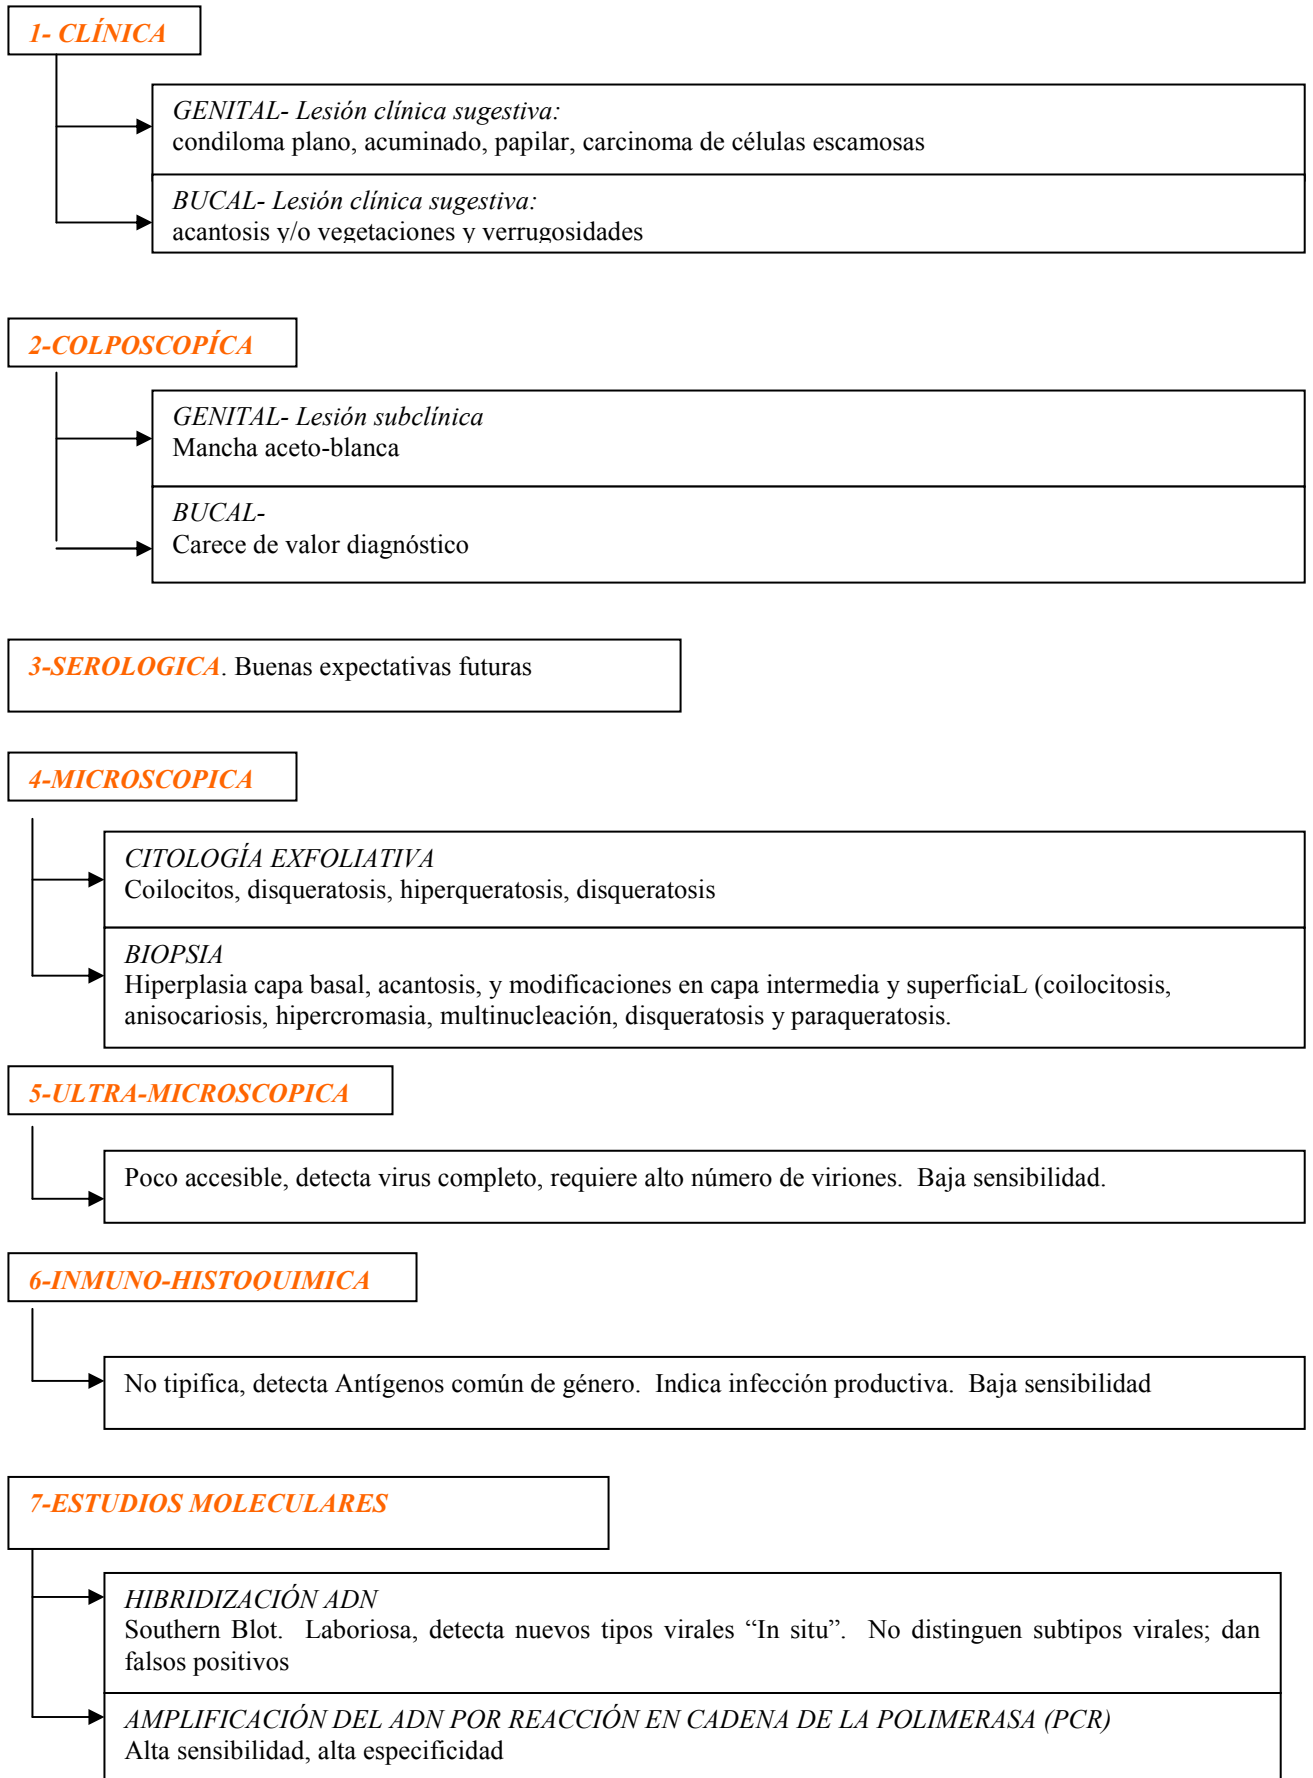 1- CLÍNICA
GENITAL- Lesión clínica sugestiva:
condiloma plano, acuminado, papilar, carcinoma de células escamosas
BUCAL- Lesión clínica sugestiva:
acantosis y/o vegetaciones y verrugosidades
2-COLPOSCOPÍCA
GENITAL- Lesión subclínica
Mancha aceto-blanca
BUCAL-
Carece de valor diagnóstico
3-SEROLOGICA. Buenas expectativas futuras
4-MICROSCOPICA
CITOLOGÍA EXFOLIATIVA
Coilocitos, disqueratosis, hiperqueratosis, disqueratosis
BIOPSIA
Hiperplasia capa basal, acantosis, y modificaciones en capa intermedia y superficiaL (coilocitosis,
anisocariosis, hipercromasia, multinucleación, disqueratosis y paraqueratosis.
5-ULTRA-MICROSCOPICA
Poco accesible, detecta virus completo, requiere alto número de viriones. Baja sensibilidad.
6-INMUNO-HISTOQUIMICA
No tipifica, detecta Antígenos común de género. Indica infección productiva. Baja sensibilidad
7-ESTUDIOS MOLECULARES
HIBRIDIZACIÓN ADN
Southern Blot. Laboriosa, detecta nuevos tipos virales “In situ”. No distinguen subtipos virales; dan
falsos positivos
AMPLIFICACIÓN DEL ADN POR REACCIÓN EN CADENA DE LA POLIMERASA (PCR)
Alta sensibilidad, alta especificidad